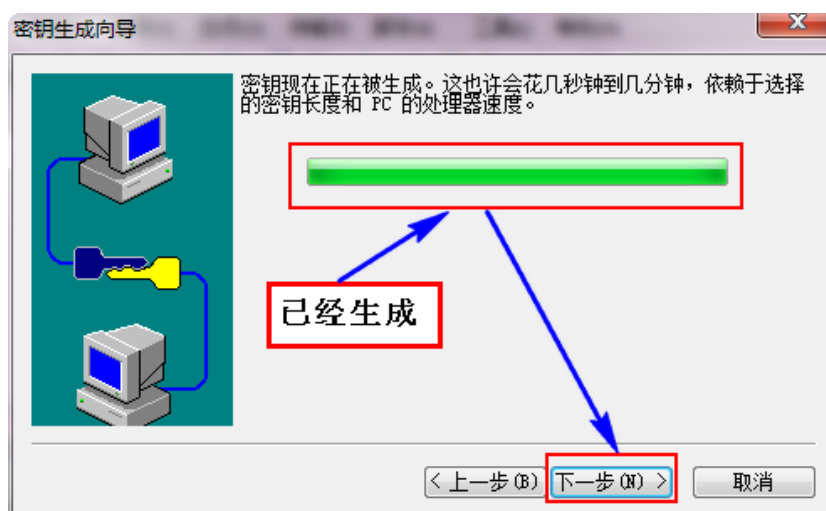 密钥生成向导
密钥现在正在被生成。这也许会花几秒钟到几分钟，依赖于选择
的密钥长度和 PC 的处理器速度。
已经生成
< 上一步(B) 下一步(N) > 取消